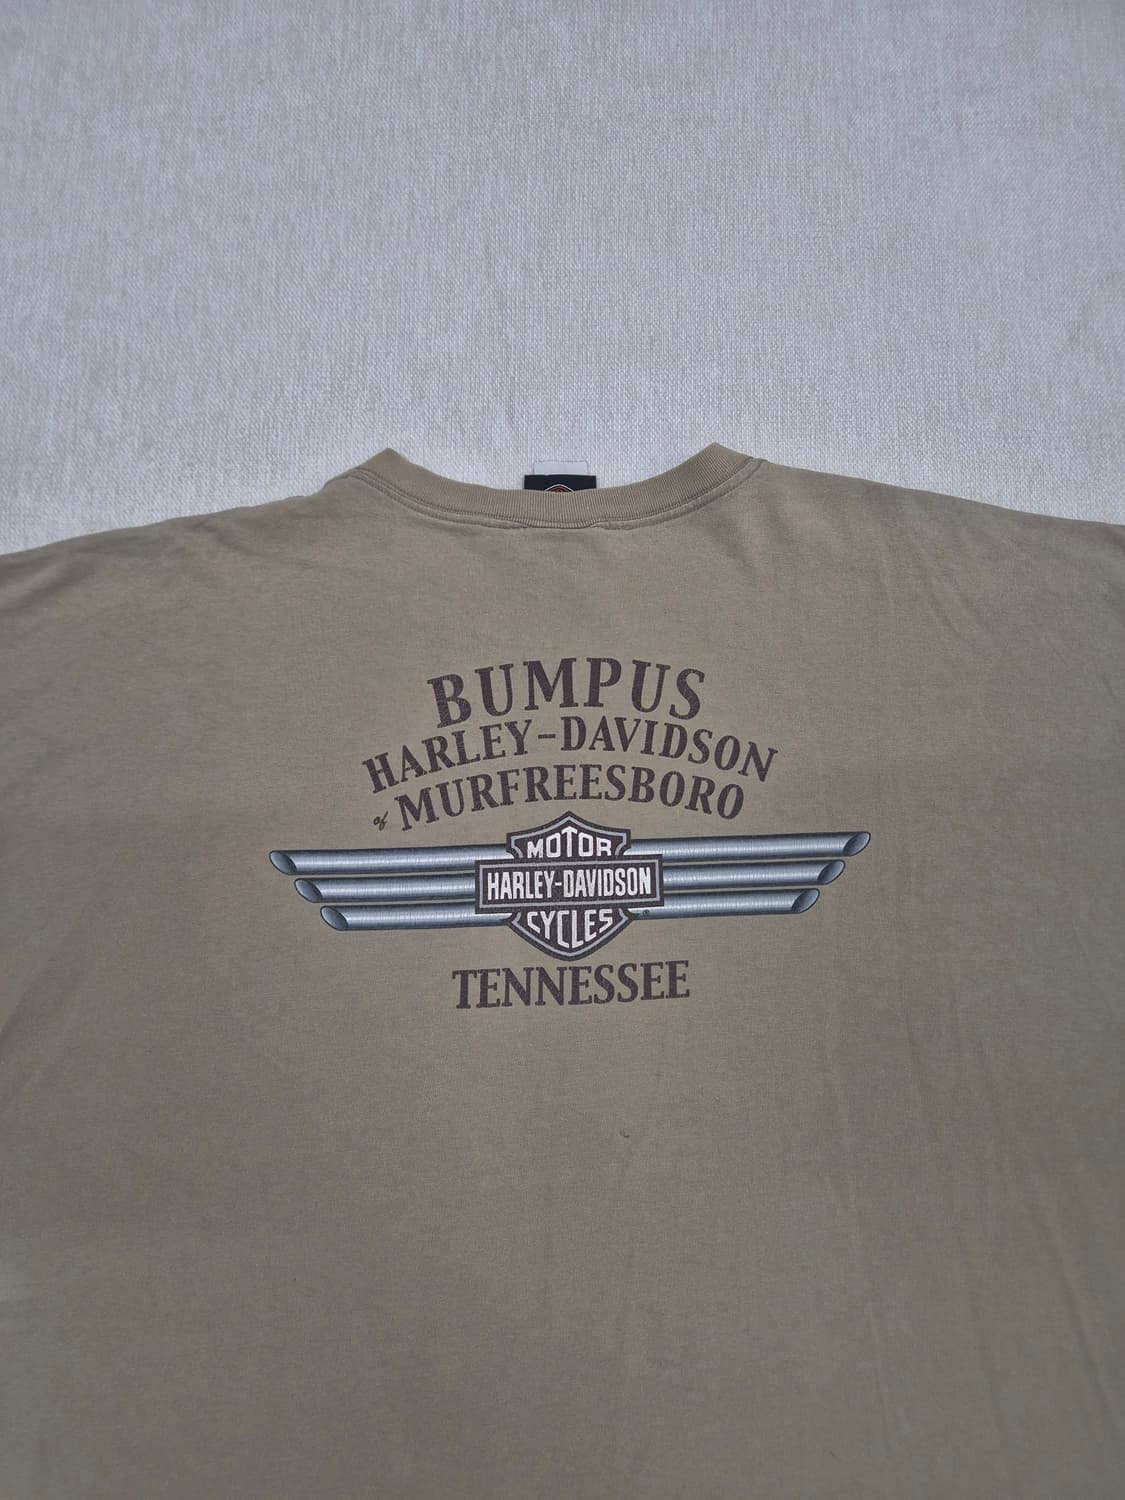 BUMPUS
HARLEY-DAVIDSON
of MURFREESBORO
MOTOR
HARLEY-DAVIDSON
CYCLES
®
TENNESSEE